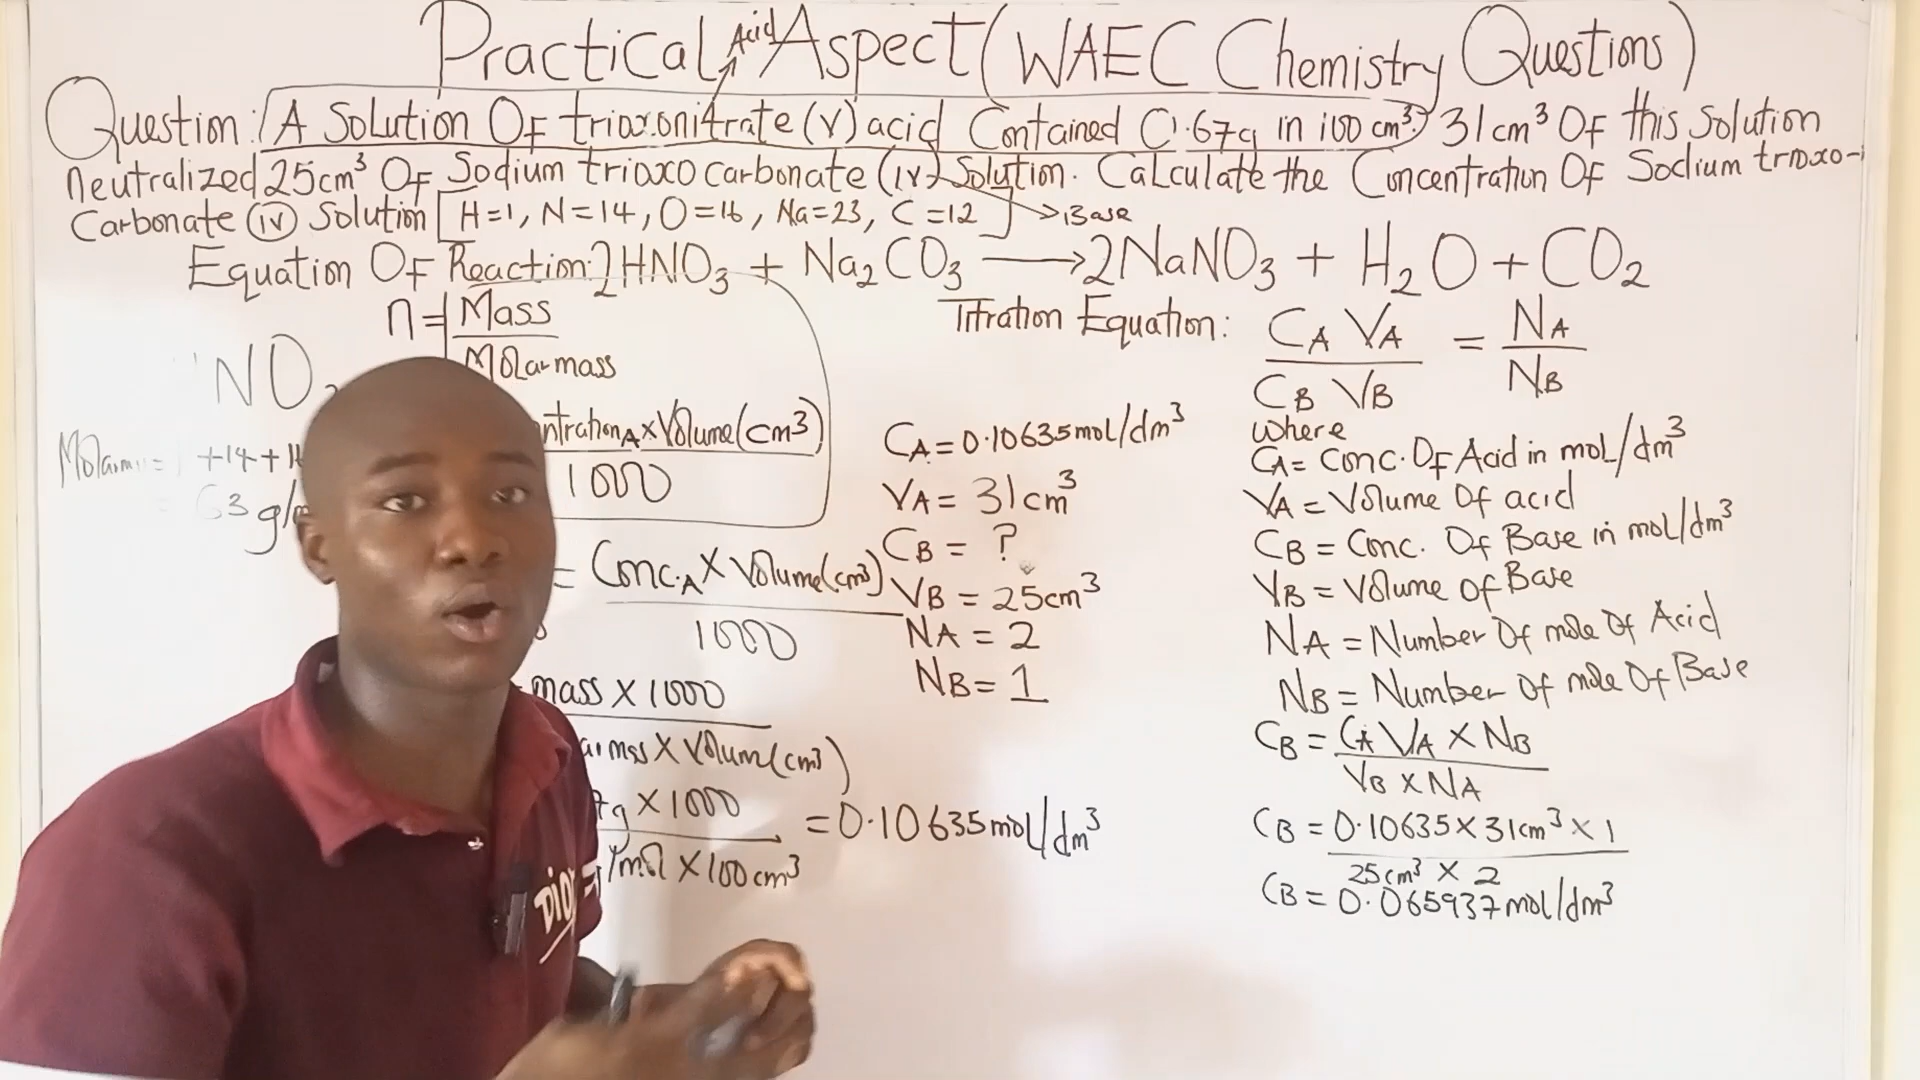 Practical Acid Aspect (WAEC Chemistry Questions)
Question: A Solution Of trioxonitrate (V) acid Contained 0.67g in 100 cm³. 31cm³ Of this Solution
neutralized 25cm³ Of Sodium trioxo carbonate (IV) Solution. Calculate the Concentration Of Sodium trioxo-
Carbonate (IV) Solution [H=1, N=14, O=16, Na=23, C=12] → Base
Equation Of Reaction: 2HNO₃ + Na₂CO₃ → 2NaNO₃ + H₂O + CO₂
n = Mass
Molar mass
NO
+14+
63 g/
A × Volume (cm³)
1000
= Conc.A × Volume (cm³)
1000
mass × 1000
× Volume (cm³)
g × 1000 = 0.10635 mol/dm³
× 100 cm³
CA = 0.10635 mol/dm³
VA = 31cm³
CB = ?
VB = 25cm³
NA = 2
NB = 1
Titration Equation: CA VA = NA
CB VB NB
where
CA = Conc. Of Acid in mol/dm³
VA = Volume Of acid
CB = Conc. Of Base in mol/dm³
VB = Volume of Base
NA = Number Of mole Of Acid
NB = Number Of mole Of Base
CB = CA VA × NB
VB × NA
CB = 0.10635 × 31cm³ × 1
25cm³ × 2
CB = 0.065937 mol/dm³